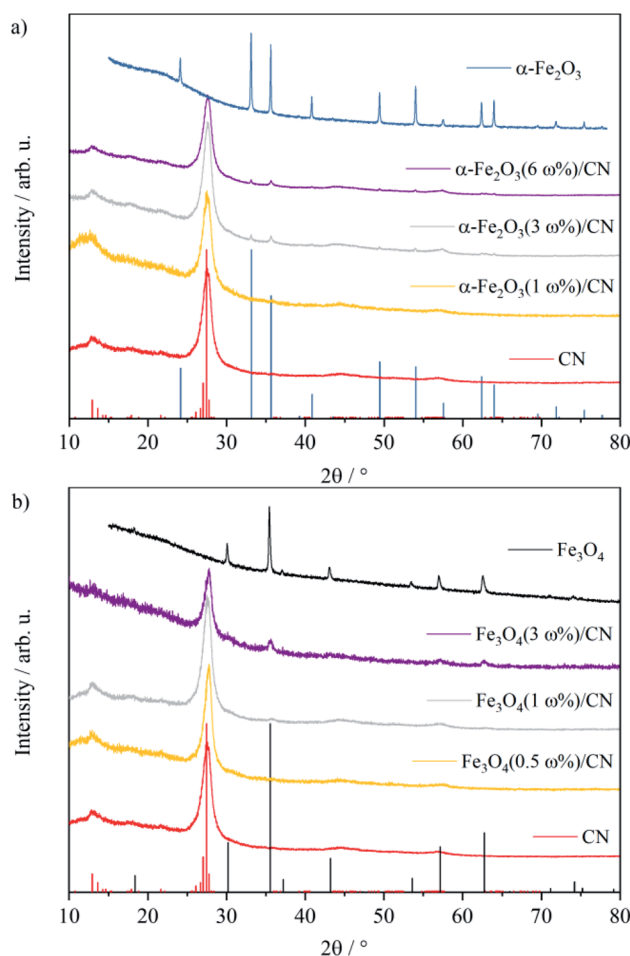 a)
α-Fe₂O₃
α-Fe₂O₃(6 ω%)/CN
α-Fe₂O₃(3 ω%)/CN
α-Fe₂O₃(1 ω%)/CN
CN
Intensity / arb. u.
10 20 30 40 50 60 70 80
2θ / °
b)
Fe₃O₄
Fe₃O₄(3 ω%)/CN
Fe₃O₄(1 ω%)/CN
Fe₃O₄(0.5 ω%)/CN
CN
Intensity / arb. u.
10 20 30 40 50 60 70 80
2θ / °